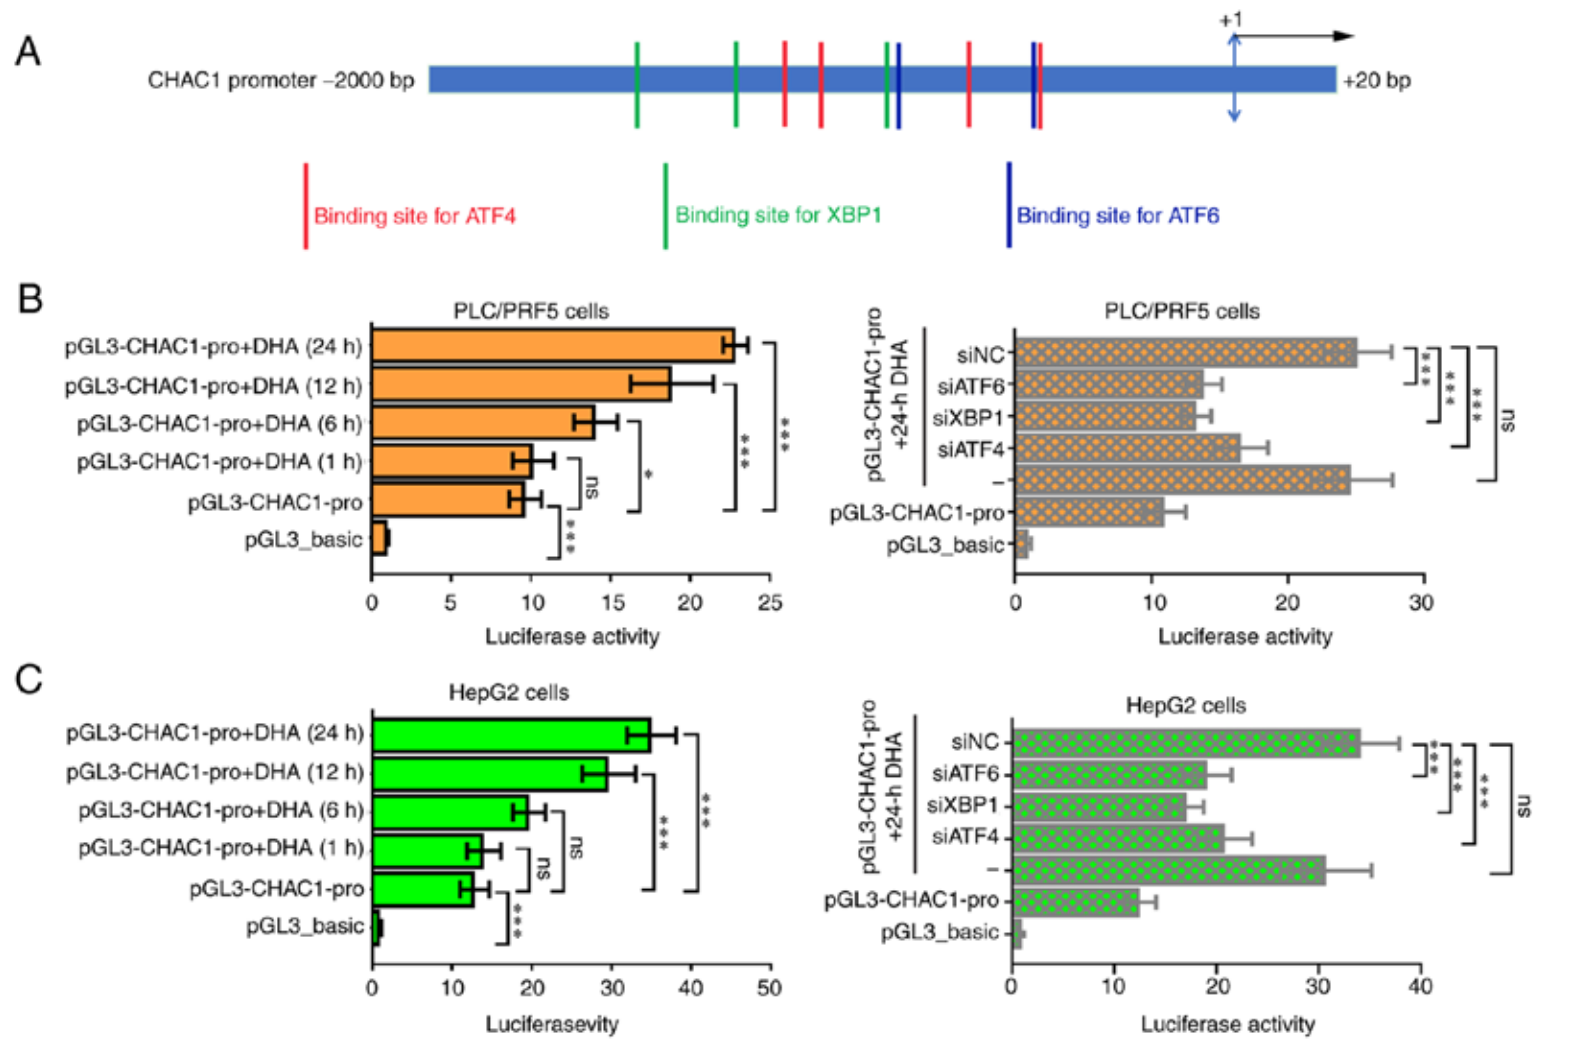 A
+1
CHAC1 promoter –2000 bp
+20 bp
Binding site for ATF4
Binding site for XBP1
Binding site for ATF6
B
PLC/PRF5 cells
pGL3-CHAC1-pro+DHA (24 h)
pGL3-CHAC1-pro+DHA (12 h)
pGL3-CHAC1-pro+DHA (6 h)
pGL3-CHAC1-pro+DHA (1 h)
pGL3-CHAC1-pro
pGL3_basic
***
ns
*
***
***
0 5 10 15 20 25
Luciferase activity
PLC/PRF5 cells
pGL3-CHAC1-pro
+24-h DHA
siNC
siATF6
siXBP1
siATF4
–
pGL3-CHAC1-pro
pGL3_basic
***
***
***
ns
0 10 20 30
Luciferase activity
C
HepG2 cells
pGL3-CHAC1-pro+DHA (24 h)
pGL3-CHAC1-pro+DHA (12 h)
pGL3-CHAC1-pro+DHA (6 h)
pGL3-CHAC1-pro+DHA (1 h)
pGL3-CHAC1-pro
pGL3_basic
***
ns
ns
***
***
0 10 20 30 40 50
Luciferasevity
HepG2 cells
pGL3-CHAC1-pro
+24-h DHA
siNC
siATF6
siXBP1
siATF4
–
pGL3-CHAC1-pro
pGL3_basic
***
***
***
ns
0 10 20 30 40
Luciferase activity